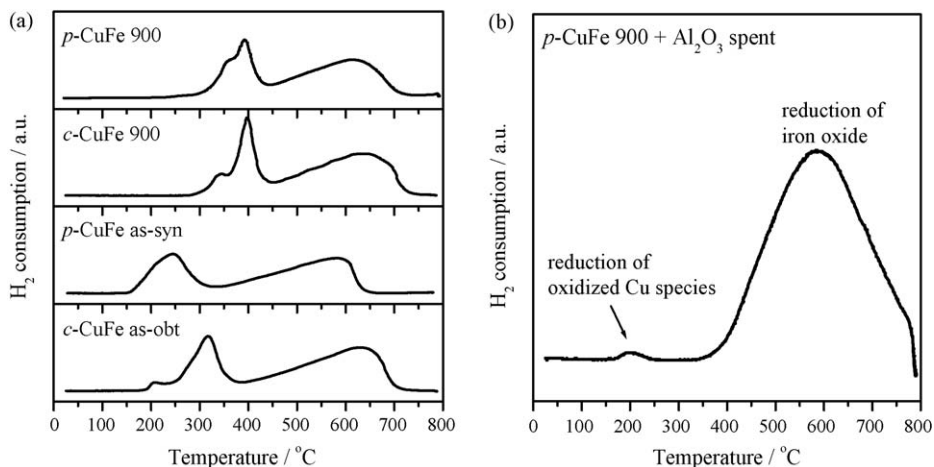 (a)
p-CuFe 900
c-CuFe 900
p-CuFe as-syn
c-CuFe as-obt
H₂ consumption / a.u.
0 100 200 300 400 500 600 700 800
Temperature / °C
(b)
p-CuFe 900 + Al₂O₃ spent
reduction of
iron oxide
reduction of
oxidized Cu species
H₂ consumption / a.u.
0 100 200 300 400 500 600 700 800
Temperature / °C